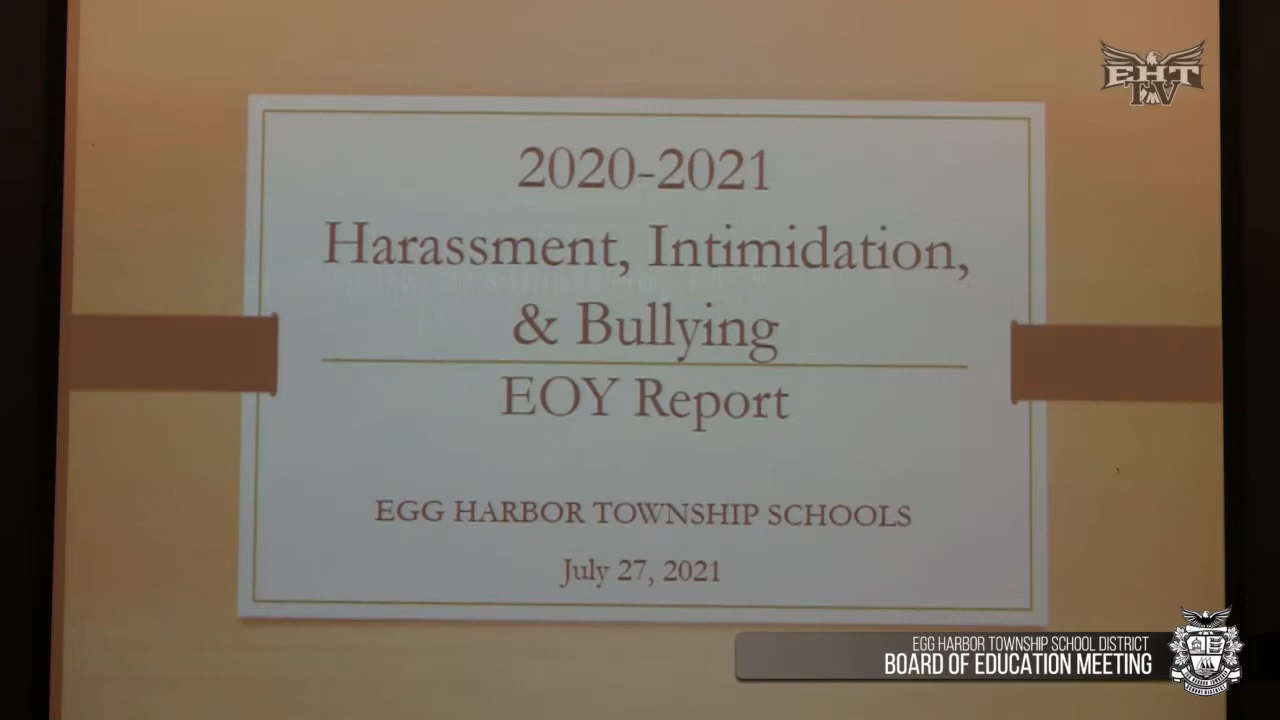 EHT
TV
2020-2021
Harassment, Intimidation,
& Bullying
EOY Report
EGG HARBOR TOWNSHIP SCHOOLS
July 27, 2021
EGG HARBOR TOWNSHIP SCHOOL DISTRICT
BOARD OF EDUCATION MEETING